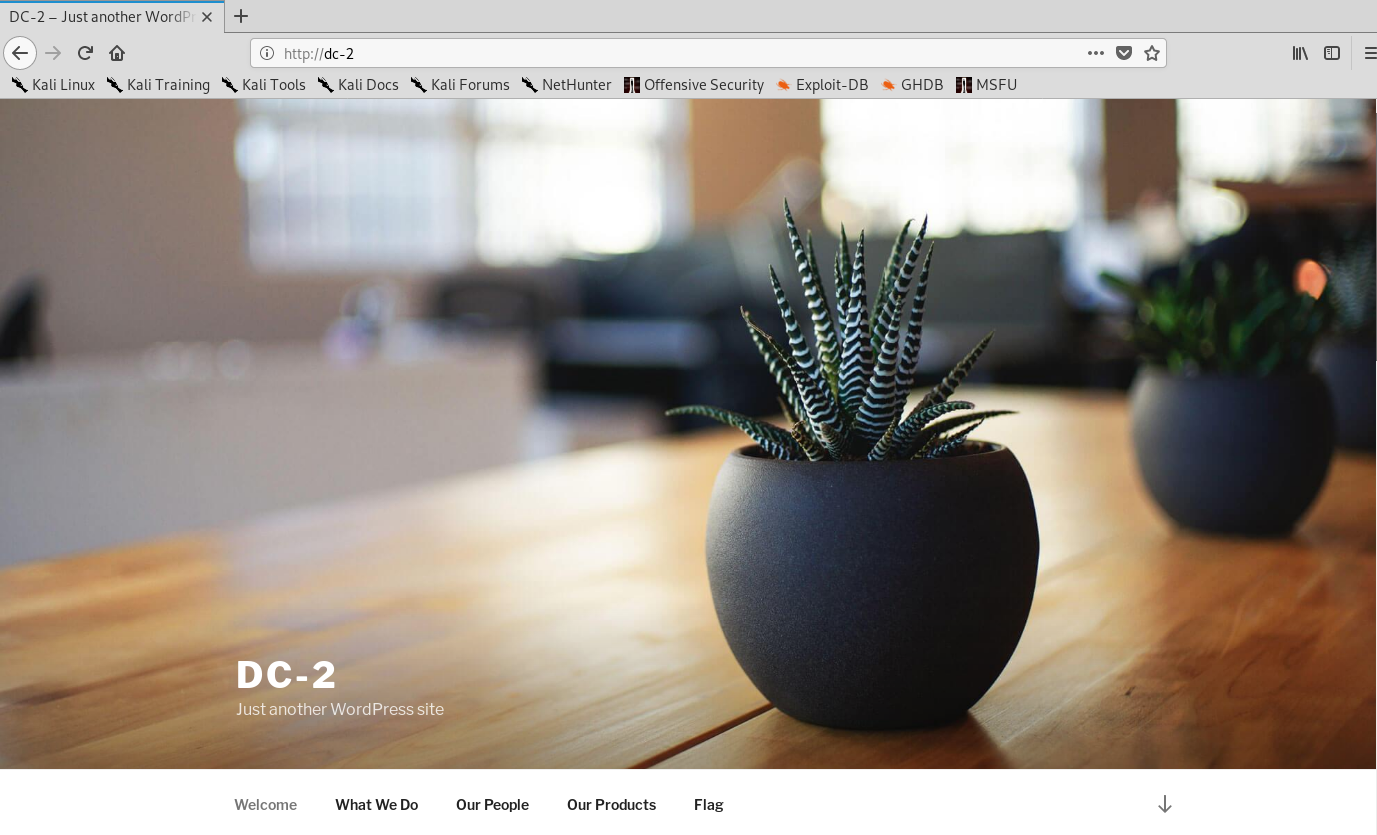 DC-2 – Just another WordPr
http://dc-2
Kali Linux Kali Training Kali Tools Kali Docs Kali Forums NetHunter Offensive Security Exploit-DB GHDB MSFU
DC-2
Just another WordPress site
Welcome What We Do Our People Our Products Flag